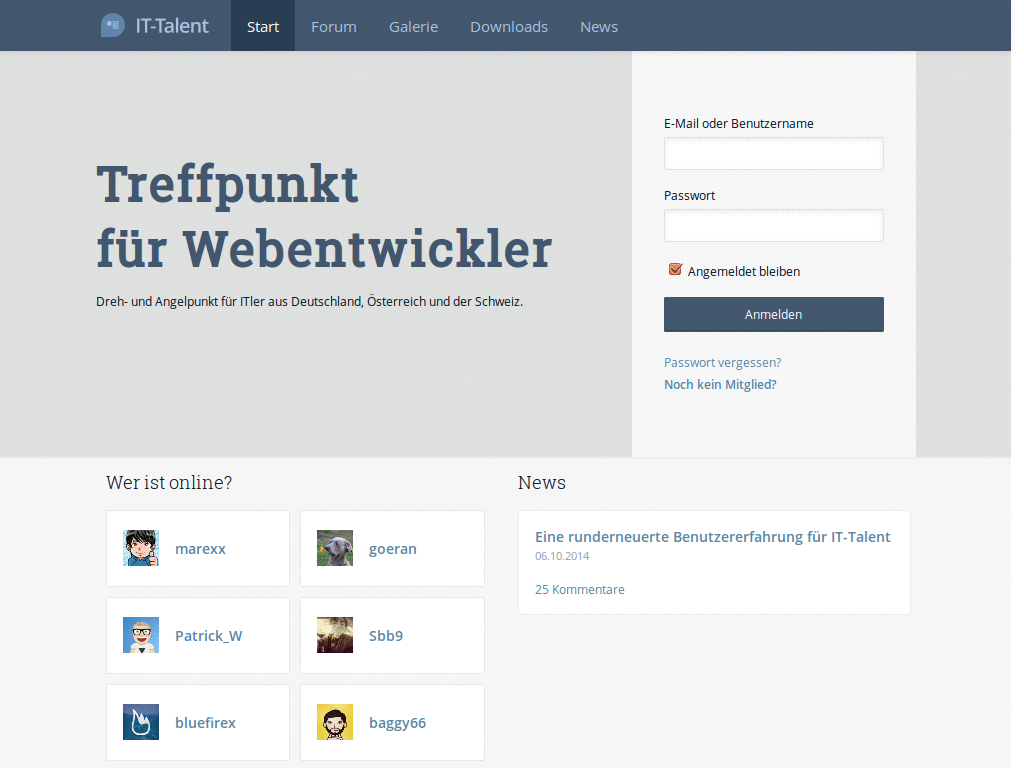 IT-Talent
Start
Forum
Galerie
Downloads
News
Treffpunkt
für Webentwickler
Dreh- und Angelpunkt für ITler aus Deutschland, Österreich und der Schweiz.
E-Mail oder Benutzername
Passwort
Angemeldet bleiben
Anmelden
Passwort vergessen?
Noch kein Mitglied?
Wer ist online?
marexx
goeran
Patrick_W
Sbb9
bluefirex
baggy66
News
Eine runderneuerte Benutzererfahrung für IT-Talent
06.10.2014
25 Kommentare